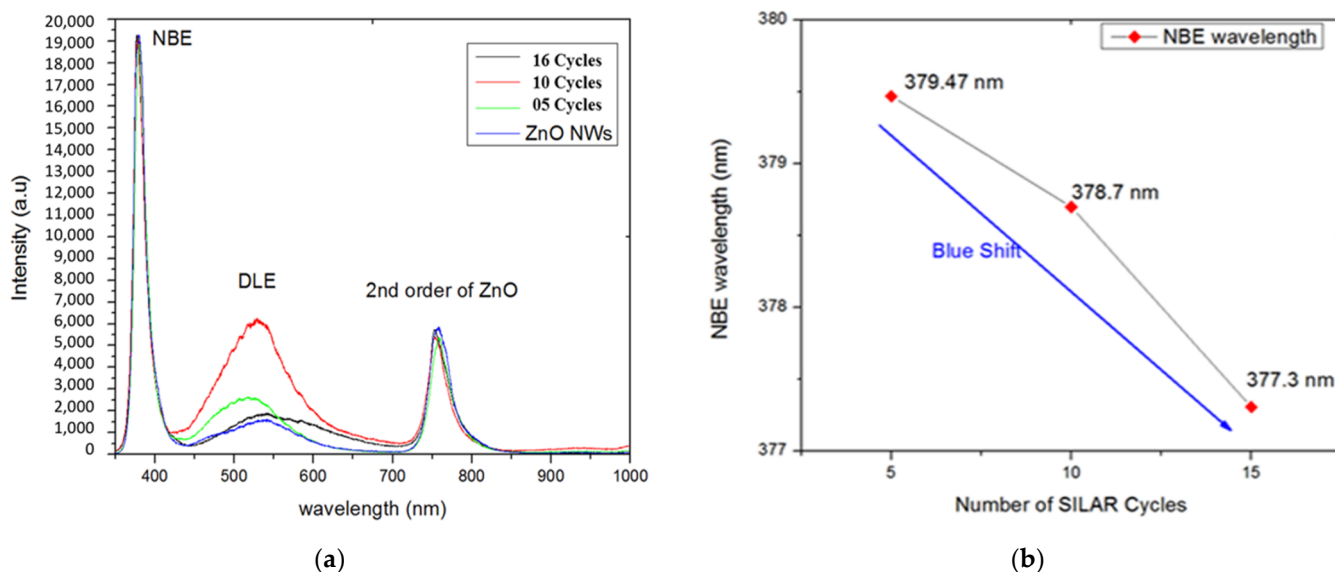 20,000
19,000
18,000
17,000
16,000
15,000
14,000
13,000
12,000
11,000
10,000
9,000
8,000
7,000
6,000
5,000
4,000
3,000
2,000
1,000
0
Intensity (a.u)
NBE
16 Cycles
10 Cycles
05 Cycles
ZnO NWs
DLE
2nd order of ZnO
400 500 600 700 800 900 1000
wavelength (nm)
(a)
380
379
378
377
NBE wavelength (nm)
NBE wavelength
379.47 nm
378.7 nm
Blue Shift
377.3 nm
5 10 15
Number of SILAR Cycles
(b)